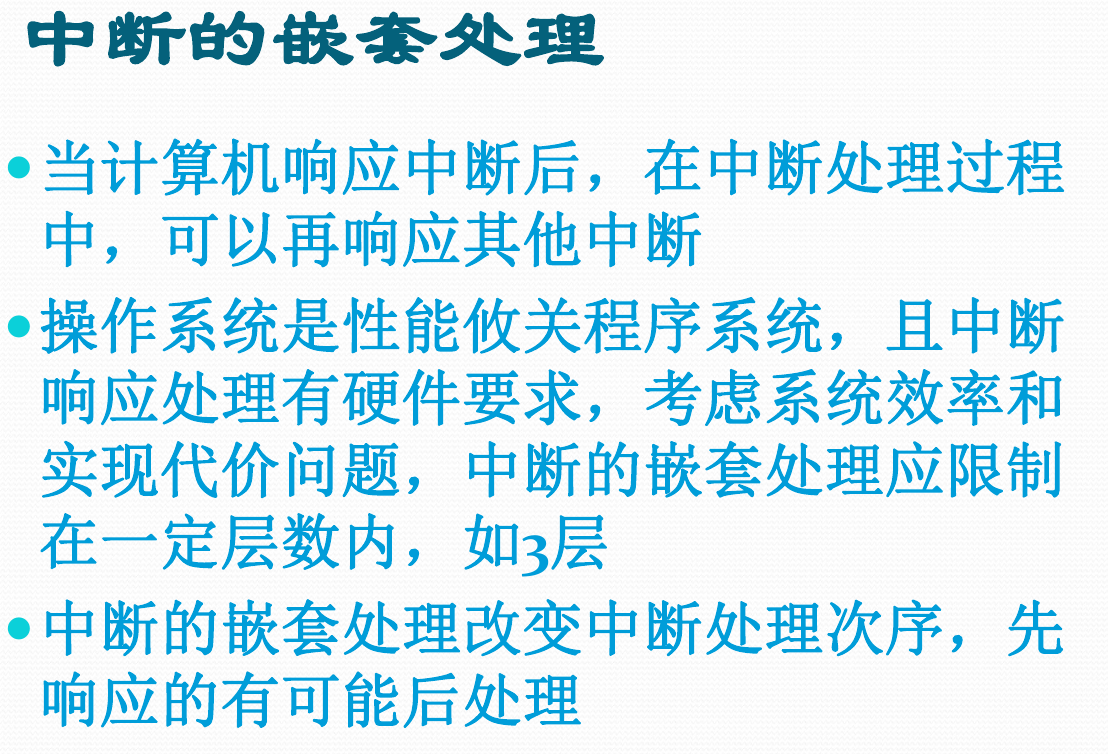 中断的嵌套处理
•当计算机响应中断后，在中断处理过程
中，可以再响应其他中断
•操作系统是性能攸关程序系统，且中断
响应处理有硬件要求，考虑系统效率和
实现代价问题，中断的嵌套处理应限制
在一定层数内，如3层
•中断的嵌套处理改变中断处理次序，先
响应的有可能后处理